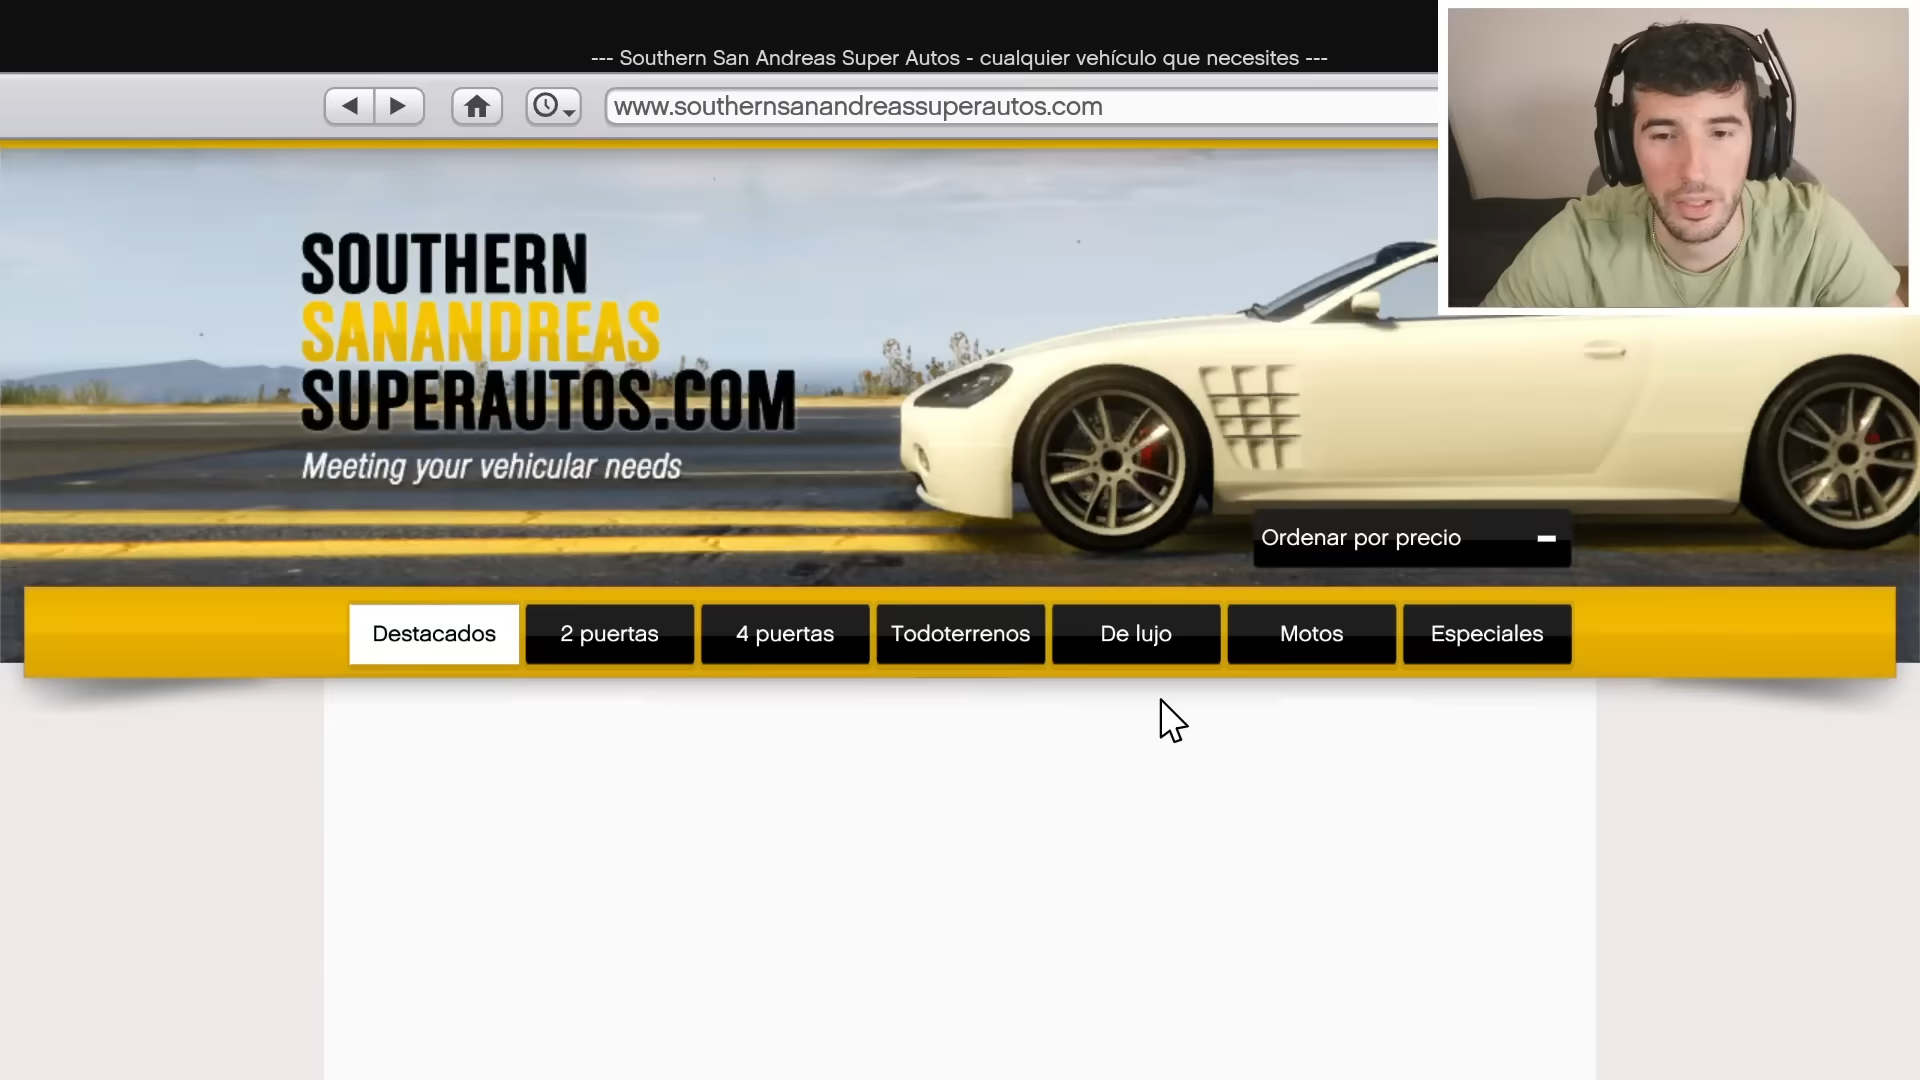 --- Southern San Andreas Super Autos - cualquier vehículo que necesites ---
www.southernsanandreassuperautos.com
SOUTHERN
SANANDREAS
SUPERAUTOS.COM
Meeting your vehicular needs
Ordenar por precio
Destacados
2 puertas
4 puertas
Todoterrenos
De lujo
Motos
Especiales